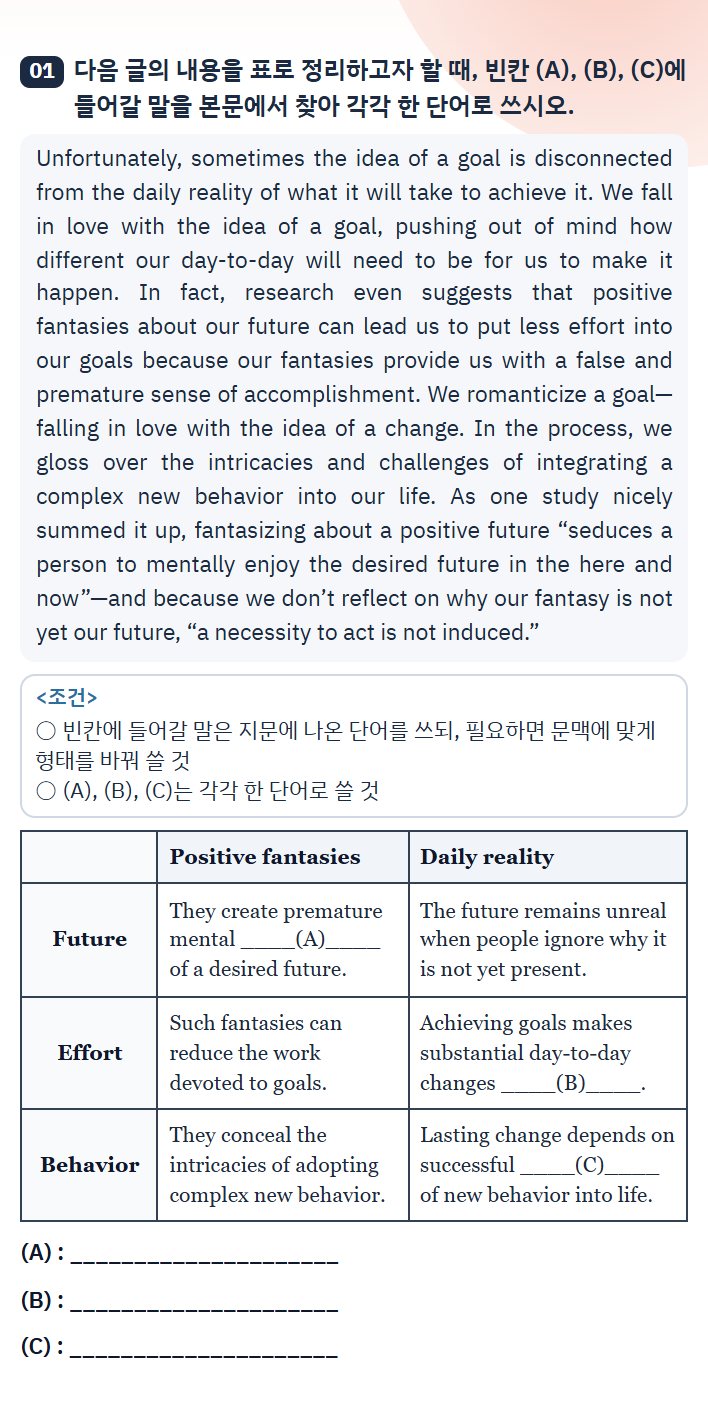 01 다음 글의 내용을 표로 정리하고자 할 때, 빈칸 (A), (B), (C)에
들어갈 말을 본문에서 찾아 각각 한 단어로 쓰시오.
Unfortunately, sometimes the idea of a goal is disconnected
from the daily reality of what it will take to achieve it. We fall
in love with the idea of a goal, pushing out of mind how
different our day-to-day will need to be for us to make it
happen. In fact, research even suggests that positive
fantasies about our future can lead us to put less effort into
our goals because our fantasies provide us with a false and
premature sense of accomplishment. We romanticize a goal—
falling in love with the idea of a change. In the process, we
gloss over the intricacies and challenges of integrating a
complex new behavior into our life. As one study nicely
summed it up, fantasizing about a positive future “seduces a
person to mentally enjoy the desired future in the here and
now”—and because we don’t reflect on why our fantasy is not
yet our future, “a necessity to act is not induced.”
<조건>
○ 빈칸에 들어갈 말은 지문에 나온 단어를 쓰되, 필요하면 문맥에 맞게
형태를 바꿔 쓸 것
○ (A), (B), (C)는 각각 한 단어로 쓸 것
Positive fantasies
Daily reality
Future
They create premature
mental ____(A)____
of a desired future.
The future remains unreal
when people ignore why it
is not yet present.
Effort
Such fantasies can
reduce the work
devoted to goals.
Achieving goals makes
substantial day-to-day
changes ____(B)____.
Behavior
They conceal the
intricacies of adopting
complex new behavior.
Lasting change depends on
successful ____(C)____
of new behavior into life.
(A) : _____________________
(B) : _____________________
(C) : _____________________